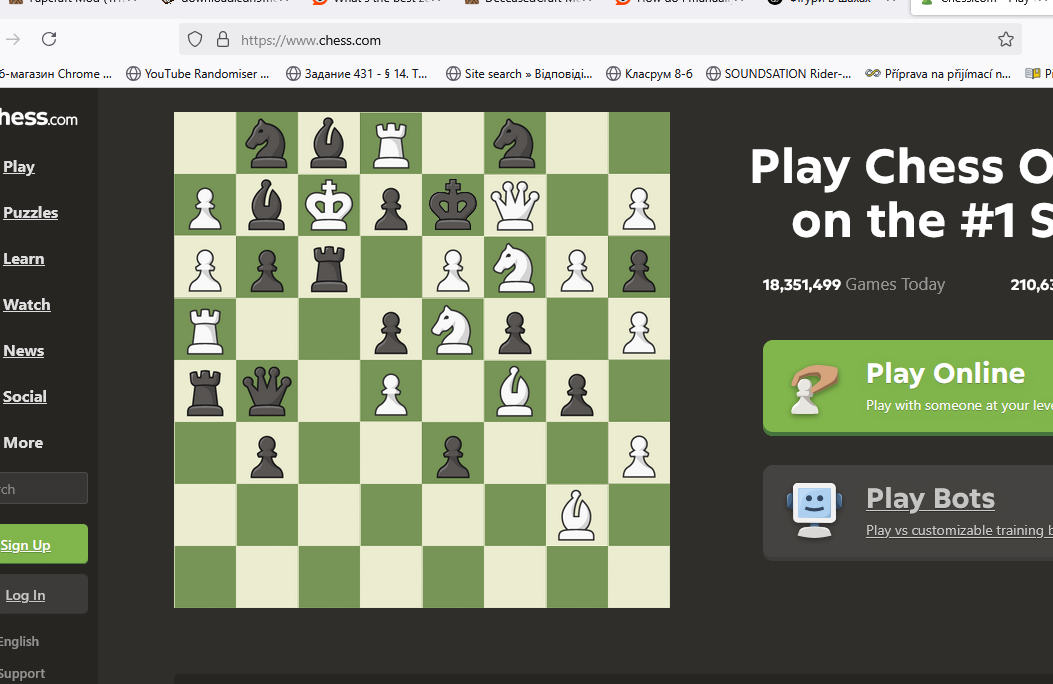 https://www.chess.com
б-магазин Chrome ...
YouTube Randomiser ...
Задание 431 - § 14. Т...
Site search » Відповіді...
Класрум 8-б
SOUNDSATION Rider-...
Příprava na přijímací n...
hess.com
Play
Puzzles
Learn
Watch
News
Social
More
rch
Sign Up
Log In
English
Support
Play Chess O
on the #1 S
18,351,499 Games Today
210,63
Play Online
Play with someone at your leve
Play Bots
Play vs customizable training b